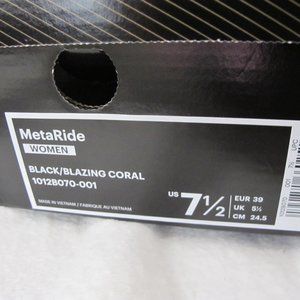 MetaRide
WOMEN
BLACK/BLAZING CORAL
1012B070-001
MADE IN VIETNAM / FABRIQUÉ AU VIETNAM
US 7½
EUR 39
UK 5½
CM 24.5